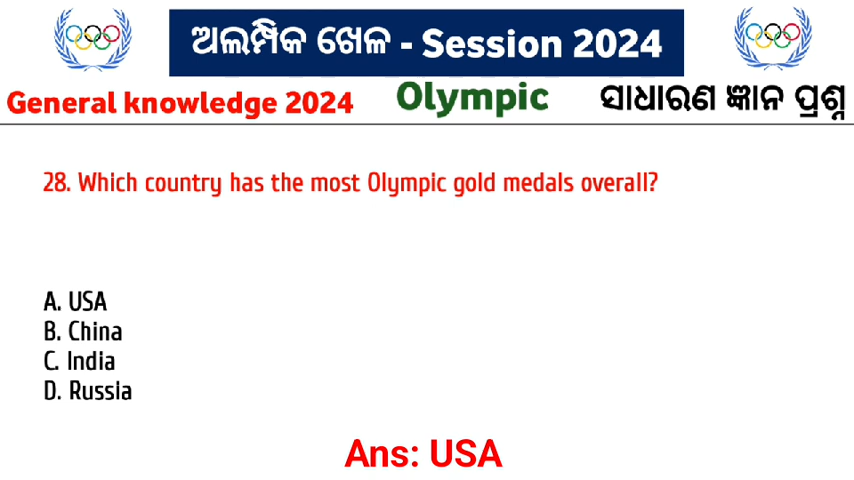 ଅଲମ୍ପିକ ଖେଳ - Session 2024
General knowledge 2024 Olympic ସାଧାରଣ ଜ୍ଞାନ ପ୍ରଶ୍ନ
28. Which country has the most Olympic gold medals overall?
A. USA
B. China
C. India
D. Russia
Ans: USA